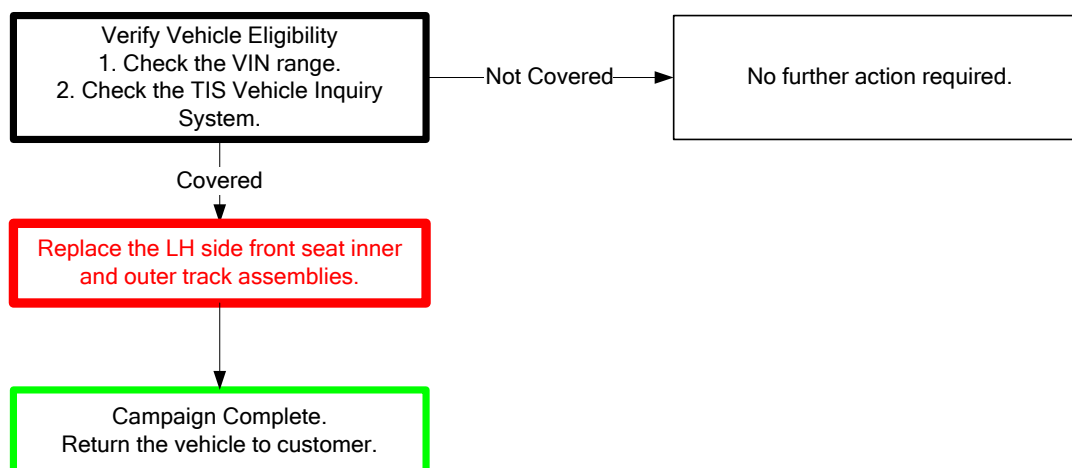 Verify Vehicle Eligibility
1. Check the VIN range.
2. Check the TIS Vehicle Inquiry
System.
Not Covered
No further action required.
Covered
Replace the LH side front seat inner
and outer track assemblies.
Campaign Complete.
Return the vehicle to customer.